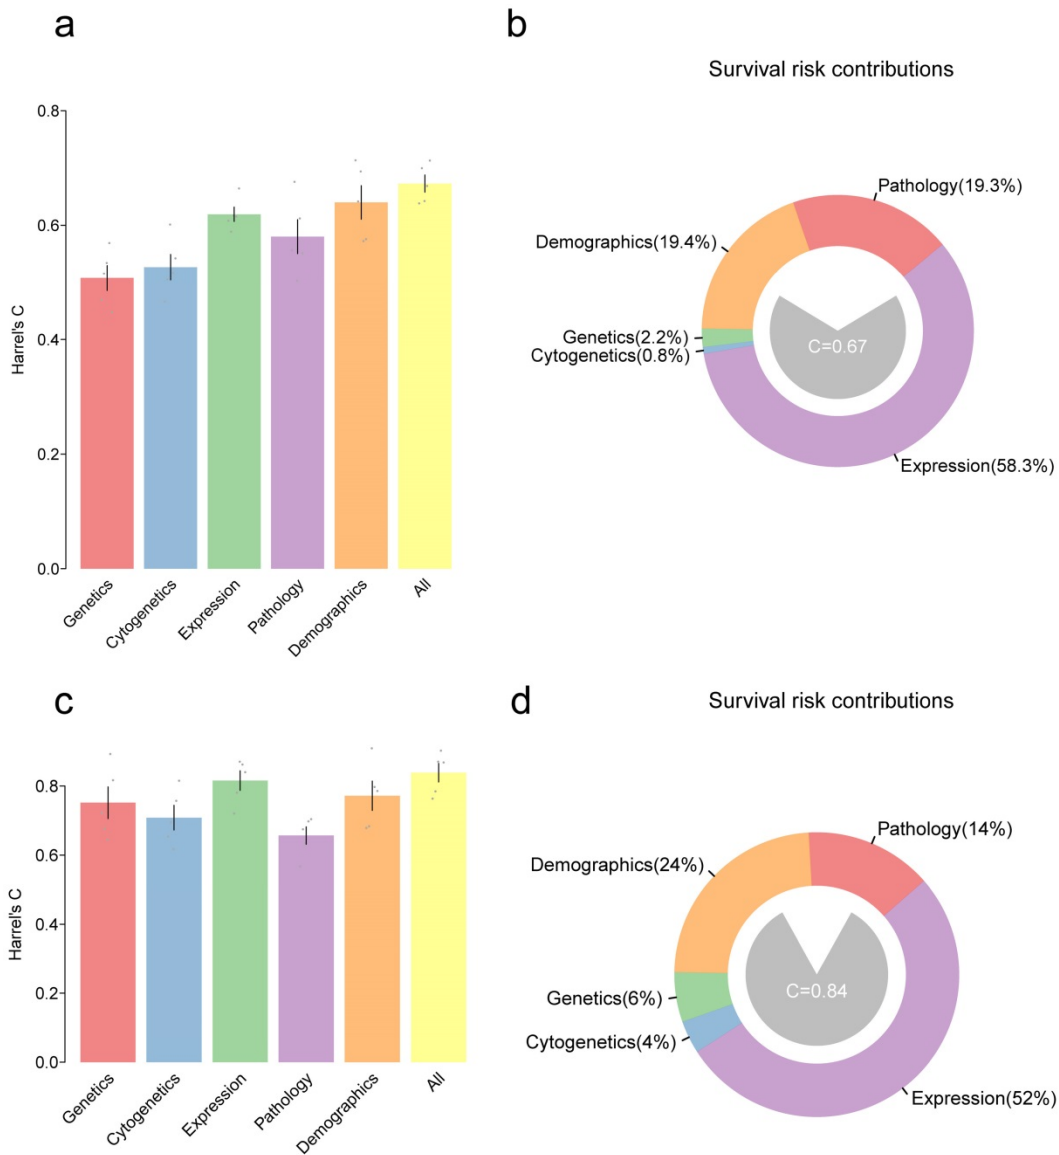 a
0.8
0.6
0.4
0.2
0.0
Harrel's C
Genetics
Cytogenetics
Expression
Pathology
Demographics
All
b
Survival risk contributions
Pathology(19.3%)
Demographics(19.4%)
Genetics(2.2%)
Cytogenetics(0.8%)
C=0.67
Expression(58.3%)
c
0.8
0.6
0.4
0.2
0.0
Harrel's C
Genetics
Cytogenetics
Expression
Pathology
Demographics
All
d
Survival risk contributions
Pathology(14%)
Demographics(24%)
Genetics(6%)
Cytogenetics(4%)
C=0.84
Expression(52%)